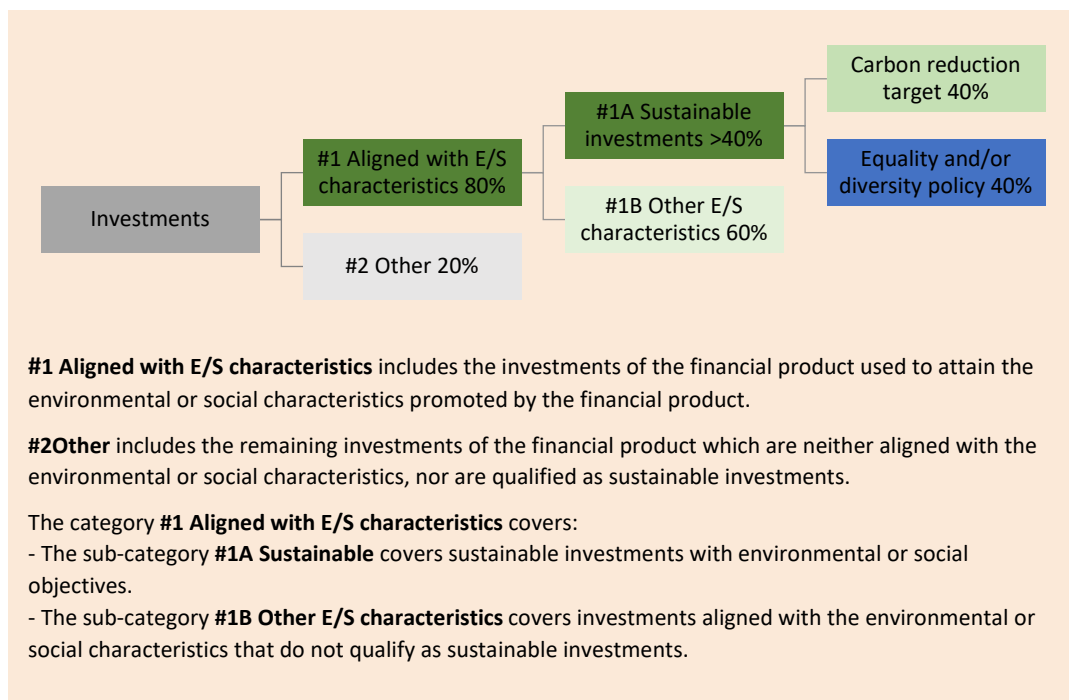 Carbon reduction
target 40%
#1A Sustainable
investments >40%
#1 Aligned with E/S
characteristics 80%
Equality and/or
diversity policy 40%
Investments
#1B Other E/S
characteristics 60%
#2 Other 20%
#1 Aligned with E/S characteristics includes the investments of the financial product used to attain the
environmental or social characteristics promoted by the financial product.
#2Other includes the remaining investments of the financial product which are neither aligned with the
environmental or social characteristics, nor are qualified as sustainable investments.
The category #1 Aligned with E/S characteristics covers:
- The sub-category #1A Sustainable covers sustainable investments with environmental or social
objectives.
- The sub-category #1B Other E/S characteristics covers investments aligned with the environmental or
social characteristics that do not qualify as sustainable investments.